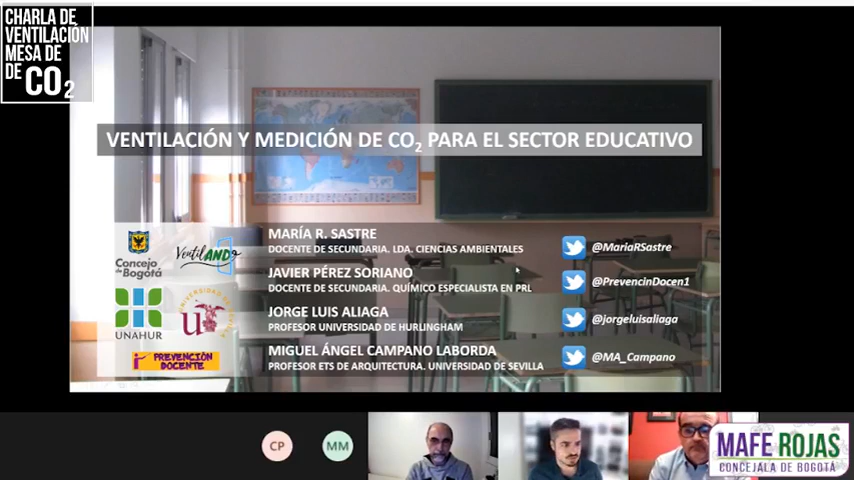 CHARLA DE
VENTILACIÓN
MESA DE
DE CO2
VENTILACIÓN Y MEDICIÓN DE CO2 PARA EL SECTOR EDUCATIVO
MARÍA R. SASTRE
DOCENTE DE SECUNDARIA. LDA. CIENCIAS AMBIENTALES
@MariaRSastre
JAVIER PÉREZ SORIANO
DOCENTE DE SECUNDARIA. QUÍMICO ESPECIALISTA EN PRL
@PrevencinDocen1
JORGE LUIS ALIAGA
PROFESOR UNIVERSIDAD DE HURLINGHAM
@jorgeluisaliaga
MIGUEL ÁNGEL CAMPANO LABORDA
PROFESOR ETS DE ARQUITECTURA. UNIVERSIDAD DE SEVILLA
@MA_Campano
Concejo
de Bogotá
VentilANDo
UNAHUR
PREVENCIÓN
DOCENTE
CP
MM
MAFE ROJAS
CONCEJALA DE BOGOTÁ